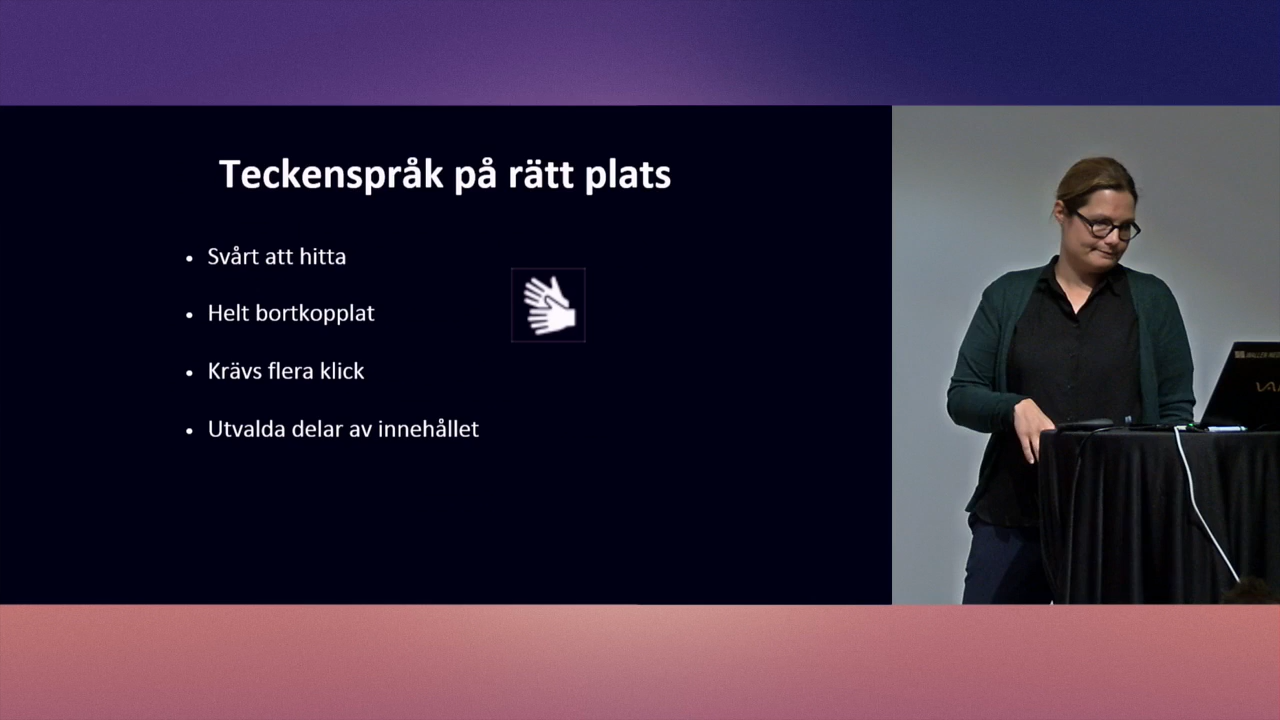 Teckenspråk på rätt plats
• Svårt att hitta
• Helt bortkopplat
• Krävs flera klick
• Utvalda delar av innehållet